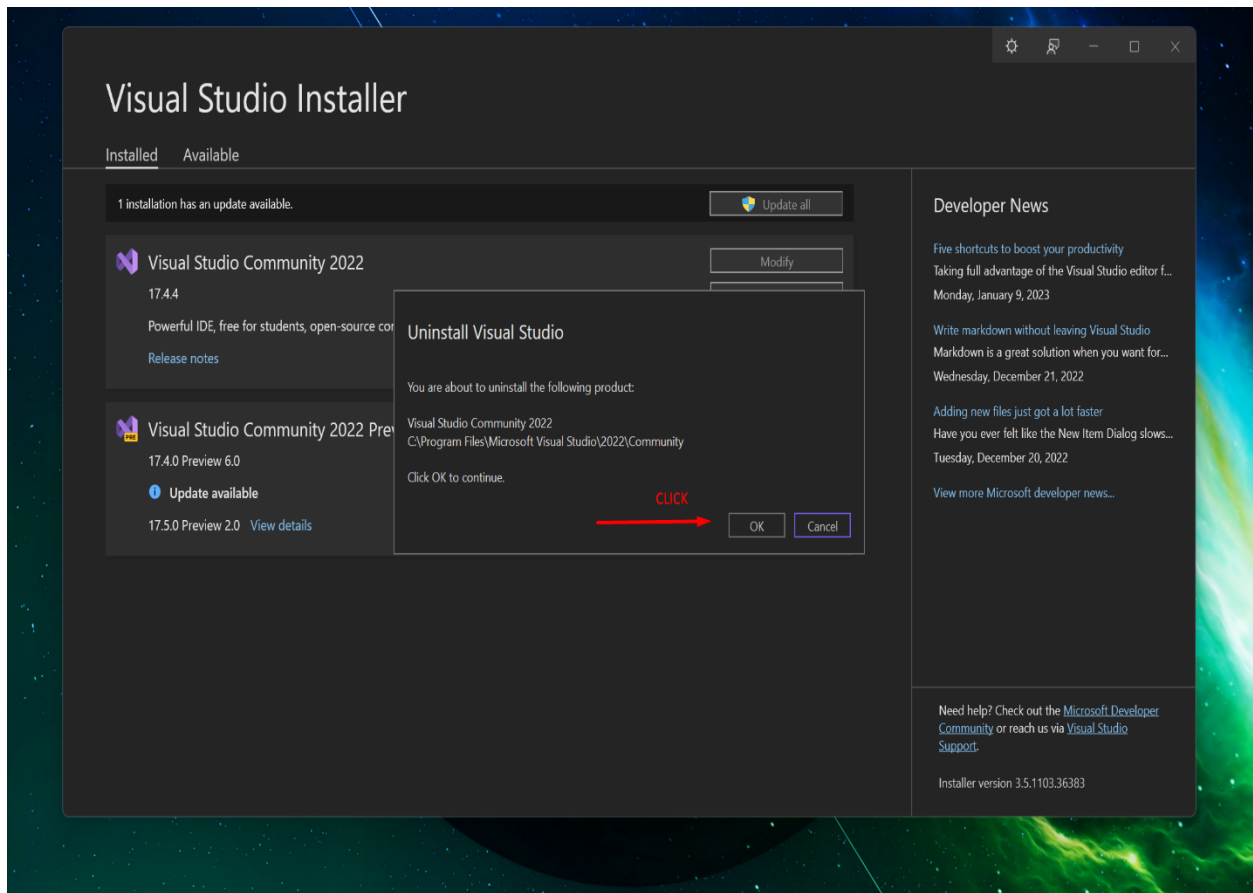 Visual Studio Installer
Installed Available
1 installation has an update available.
Update all
Visual Studio Community 2022
Modify
17.4.4
Powerful IDE, free for students, open-source cor
Release notes
Visual Studio Community 2022 Pre
PRE
17.4.0 Preview 6.0
Update available
17.5.0 Preview 2.0 View details
Uninstall Visual Studio
You are about to uninstall the following product:
Visual Studio Community 2022
C:\Program Files\Microsoft Visual Studio\2022\Community
Click OK to continue.
CLICK
OK Cancel
Developer News
Five shortcuts to boost your productivity
Taking full advantage of the Visual Studio editor f...
Monday, January 9, 2023
Write markdown without leaving Visual Studio
Markdown is a great solution when you want for...
Wednesday, December 21, 2022
Adding new files just got a lot faster
Have you ever felt like the New Item Dialog slows...
Tuesday, December 20, 2022
View more Microsoft developer news...
Need help? Check out the Microsoft Developer
Community or reach us via Visual Studio
Support.
Installer version 3.5.1103.36383